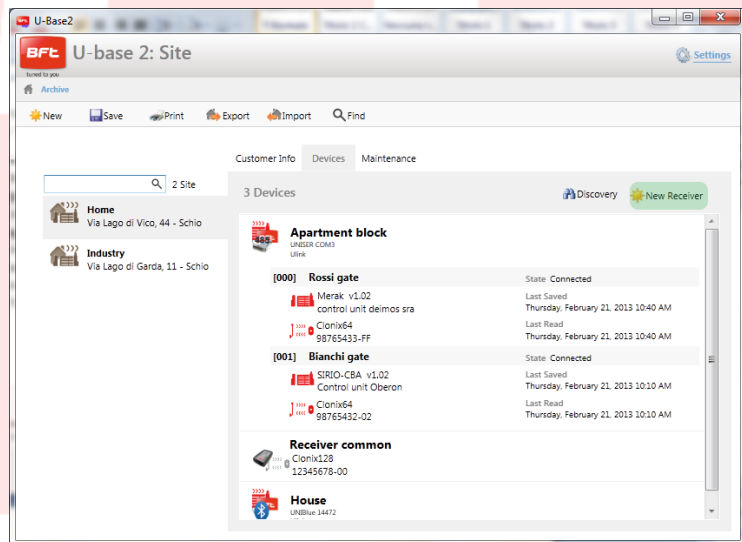 U-Base2
BFT U-base 2: Site
tuned to you
Settings
Archive
New Save Print Export Import Find
Customer Info Devices Maintenance
2 Site
3 Devices Discovery New Receiver
Home
Via Lago di Vico, 44 - Schio
Industry
Via Lago di Garda, 11 - Schio
485
Apartment block
UNISER COM3
Ulink
[000] Rossi gate State Connected
Merak v1.02 Last Saved
control unit deimos sra Thursday, February 21, 2013 10:40 AM
Clonix64 Last Read
98765433-FF Thursday, February 21, 2013 10:40 AM
[001] Bianchi gate State Connected
SIRIO-CBA v1.02 Last Saved
Control unit Oberon Thursday, February 21, 2013 10:10 AM
Clonix64 Last Read
98765432-02 Thursday, February 21, 2013 10:10 AM
Receiver common
Clonix128
12345678-00
House
UNIBlue 14472